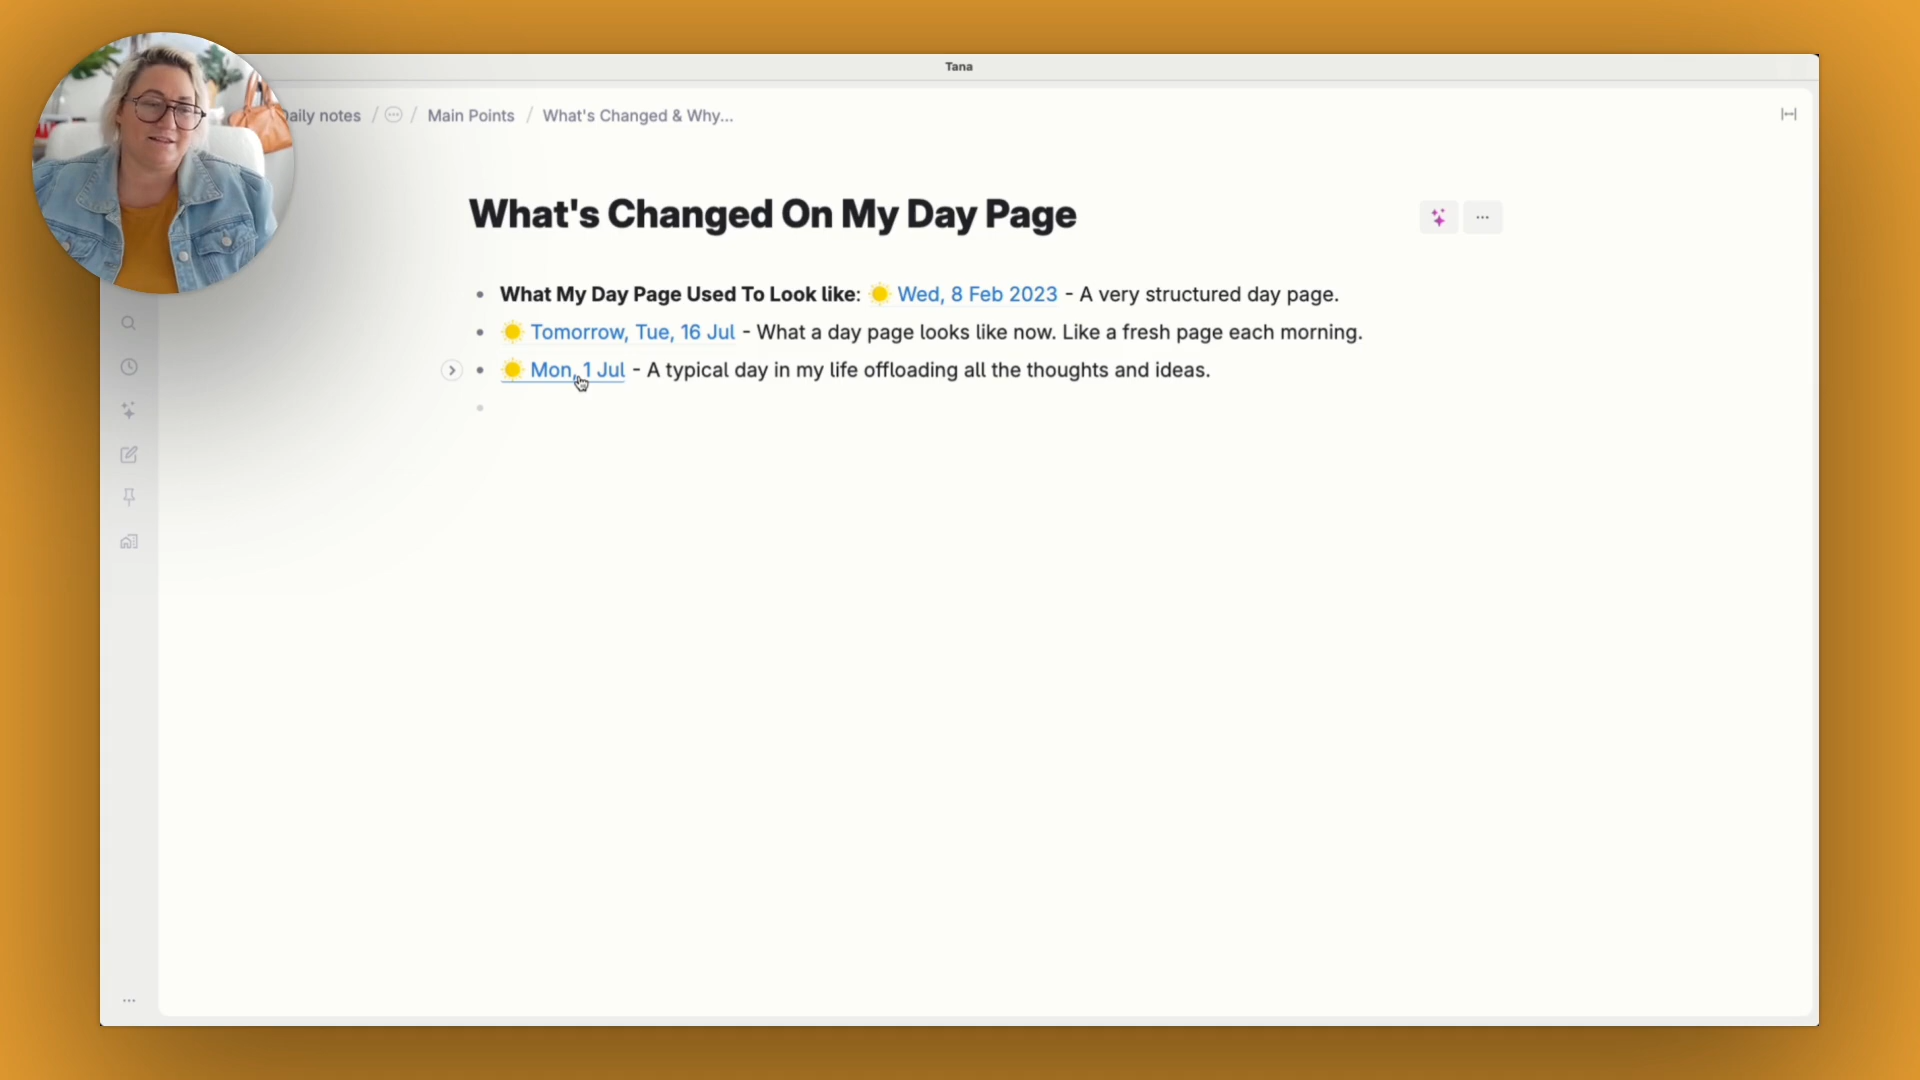 Tana
aily notes / / Main Points / What's Changed & Why...
What's Changed On My Day Page
What My Day Page Used To Look like: Wed, 8 Feb 2023 - A very structured day page.
Tomorrow, Tue, 16 Jul - What a day page looks like now. Like a fresh page each morning.
Mon, 1 Jul - A typical day in my life offloading all the thoughts and ideas.